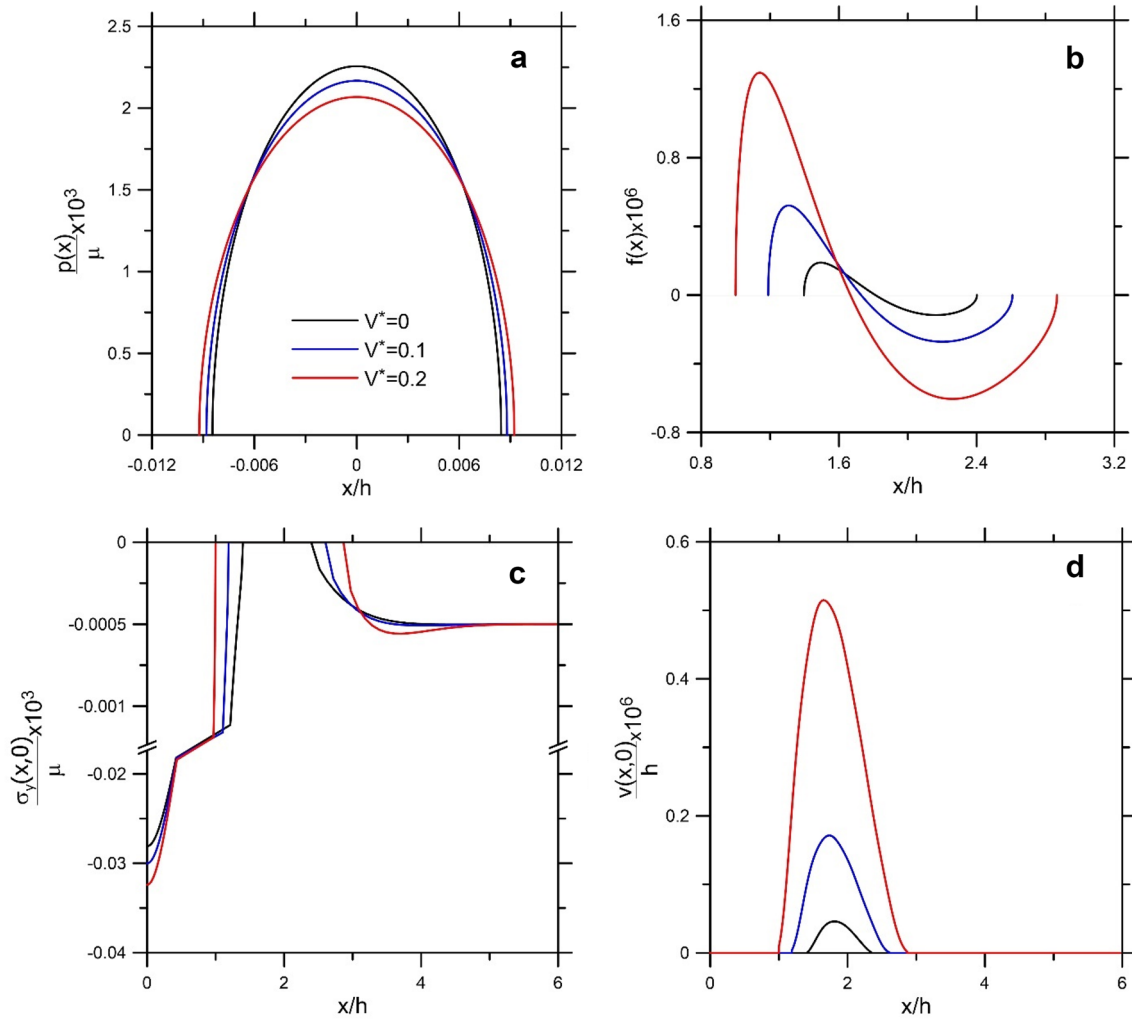 a
2.5
2
1.5
1
0.5
0
p(x)/μ x10³
V*=0
V*=0.1
V*=0.2
-0.012 -0.006 0 0.006 0.012
x/h
b
1.6
0.8
0
-0.8
f(x)x10⁶
0.8 1.6 2.4 3.2
x/h
c
0
-0.0005
-0.001
-0.02
-0.03
-0.04
σy(x,0)/μ x10³
0 2 4 6
x/h
d
0.6
0.4
0.2
0
v(x,0)/h x10⁶
0 2 4 6
x/h